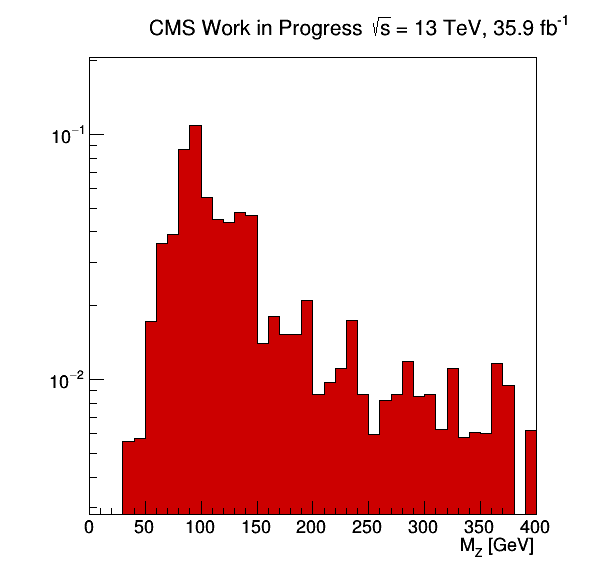 CMS Work in Progress √s = 13 TeV, 35.9 fb⁻¹
10⁻¹
10⁻²
0 50 100 150 200 250 300 350 400
M_Z [GeV]